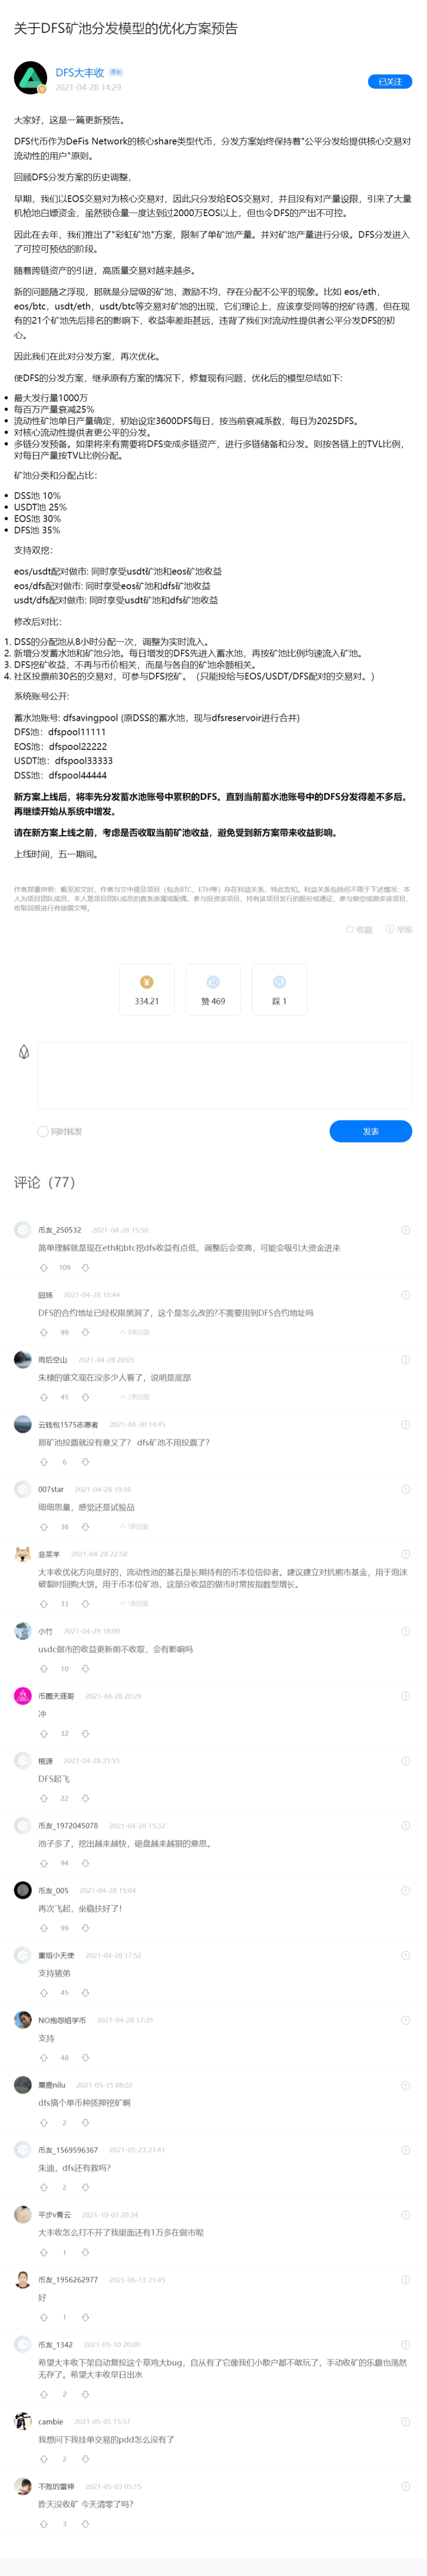 关于DFS矿池分发模型的优化方案预告
DFS大丰收 原创
2021-04-28 14:29
已关注
大家好，这是一篇更新预告。
DFS代币作为DeFis Network的核心share类型代币，分发方案始终保持着"公平分发给提供核心交易对
流动性的用户"原则。
回顾DFS分发方案的历史调整，
早期，我们以EOS交易对为核心交易对，因此只分发给EOS交易对，并且没有对产量设限，引来了大量
机枪池白嫖资金，虽然锁仓量一度达到过2000万EOS以上，但也令DFS的产出不可控。
因此在去年，我们推出了"彩虹矿池"方案，限制了单矿池产量。并对矿池产量进行分级。DFS分发进入
了可控可预估的阶段。
随着跨链资产的引进，高质量交易对越来越多。
新的问题随之浮现，那就是分层级的矿池，激励不均，存在分配不公平的现象。比如 eos/eth，
eos/btc，usdt/eth，usdt/btc等交易对矿池的出现，它们理论上，应该享受同等的挖矿待遇，但在现
有的21个矿池先后排名的影响下，收益率差距甚远，违背了我们对流动性提供者公平分发DFS的初
心。
因此我们在此对分发方案，再次优化。
使DFS的分发方案，继承原有方案的情况下，修复现有问题，优化后的模型总结如下:
• 最大发行量1000万
• 每百万产量衰减25%
• 流动性矿池单日产量确定，初始设定3600DFS每日，按当前衰减系数，每日为2025DFS。
• 对核心流动性提供者更公平的分发。
• 多链分发预备。如果将来有需要将DFS变成多链资产，进行多链储备和分发。则按各链上的TVL比例，
对每日产量按TVL比例分配。
矿池分类和分配占比：
• DSS池 10%
• USDT池 25%
• EOS池 30%
• DFS池 35%
支持双挖：
eos/usdt配对做市: 同时享受usdt矿池和eos矿池收益
eos/dfs配对做市: 同时享受eos矿池和dfs矿池收益
usdt/dfs配对做市: 同时享受usdt矿池和dfs矿池收益
修改后对比：
1. DSS的分配池从8小时分配一次，调整为实时流入。
2. 新增分发蓄水池和矿池分池。每日增发的DFS先进入蓄水池，再按矿池比例均速流入矿池。
3. DFS挖矿收益，不再与币价相关，而是与各自的矿池余额相关。
4. 社区投票前30名的交易对，可参与DFS挖矿。（只能投给与EOS/USDT/DFS配对的交易对。）
系统账号公开：
蓄水池账号: dfsavingpool (原DSS的蓄水池，现与dfsreservoir进行合并)
DFS池：dfspool11111
EOS池：dfspool22222
USDT池：dfspool33333
DSS池：dfspool44444
新方案上线后，将率先分发蓄水池账号中累积的DFS。直到当前蓄水池账号中的DFS分发得差不多后。
再继续开始从系统中增发。
请在新方案上线之前，考虑是否收取当前矿池收益，避免受到新方案带来收益影响。
上线时间，五一期间。
作者郑重申明：截至发文时，作者与文中提及项目（包含BTC、ETH等）存在利益关系，特此告知。利益关系包括但不限于下述情况：本
人为项目团队成员、本人是项目团队成员的直系亲属或配偶、参与投资该项目、持有该项目发行的股份或通证、参与做空或做多该项目、
收取回报进行有偿撰文等。
收藏 举报
334.21 赞 469 踩 1
同时转发 发表
评论（77）
币友_250532 2021-04-28 15:50
简单理解就是现在eth和btc挖dfs收益有点低，调整后会变高，可能会吸引大资金进来
109
回扬 2021-04-28 15:44
DFS的合约地址已经权限黑洞了，这个是怎么改的?不需要用到DFS合约地址吗
99
雨后空山 2021-04-28 20:05
朱棣的雄文现在没多少人看了，说明是底部
45 2条回复
云钱包1575志愿者 2021-04-30 14:45
那矿池投票就没有意义了？ dfs矿池不用投票了?
6
007star 2021-04-28 19:38
细细思量，感觉还是试验品
36 1条回复
韭菜羊 2021-04-28 22:58
大丰收优化方向是好的，流动性池的基石是长期持有的币本位信仰者。建议建立对抗熊市基金，用于泡沫
破裂时回购大饼。用于币本位矿池，这部分收益的做市时常按指数型增长。
33 1条回复
小竹 2021-04-29 18:09
usdc做市的收益更新前不收取，会有影响吗
10
币圈天涯哥 2021-04-28 20:29
冲
32
根源 2021-04-28 21:55
DFS起飞
22
币友_1972045078 2021-04-28 15:32
池子多了，挖出越来越快，砸盘越来越狠的意思。
94
币友_005 2021-04-28 15:04
再次飞起，坐稳扶好了！
99
重组小天使 2021-04-28 17:52
支持猪弟
45
NO抱怨姐学币 2021-04-28 17:35
支持
48
麋鹿nilu 2021-05-15 08:02
dfs搞个单币种质押挖矿啊
2
币友_1569596367 2021-05-23 21:41
朱迪，dfs还有救吗?
2
平步v青云 2021-10-03 20:34
大丰收怎么打不开了我里面还有1万多在做市呢
1
币友_1956262977 2021-06-13 21:45
好
1
币友_1342 2021-05-10 20:00
希望大丰收下架自动复投这个草鸡大bug，自从有了它像我们小散户都不敢玩了，手动收矿的乐趣也荡然
无存了。希望大丰收早日出水
2
cambie 2021-05-05 15:37
我想问下我挂单交易的pdd怎么没有了
2
不败的雷神 2021-05-03 05:15
昨天没收矿 今天清零了吗?
3